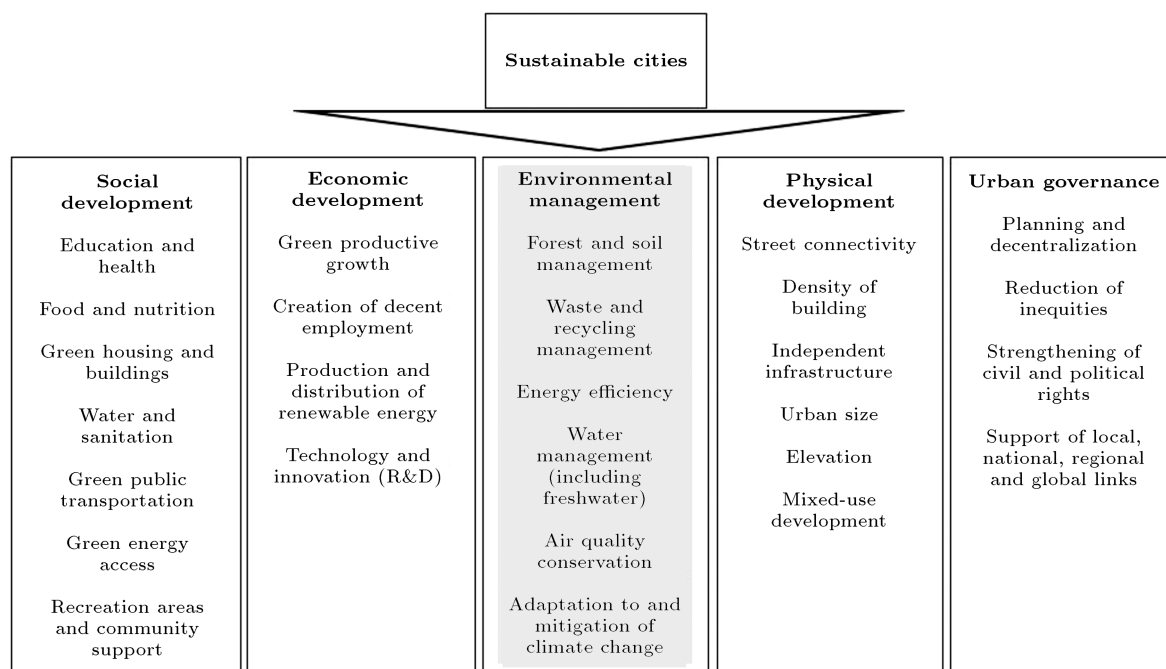 Sustainable cities
Social
development
Education and
health
Food and nutrition
Green housing and
buildings
Water and
sanitation
Green public
transportation
Green energy
access
Recreation areas
and community
support
Economic
development
Green productive
growth
Creation of decent
employment
Production and
distribution of
renewable energy
Technology and
innovation (R&D)
Environmental
management
Forest and soil
management
Waste and
recycling
management
Energy efficiency
Water
management
(including
freshwater)
Air quality
conservation
Adaptation to and
mitigation of
climate change
Physical
development
Street connectivity
Density of
building
Independent
infrastructure
Urban size
Elevation
Mixed-use
development
Urban governance
Planning and
decentralization
Reduction of
inequities
Strengthening of
civil and political
rights
Support of local,
national, regional
and global links